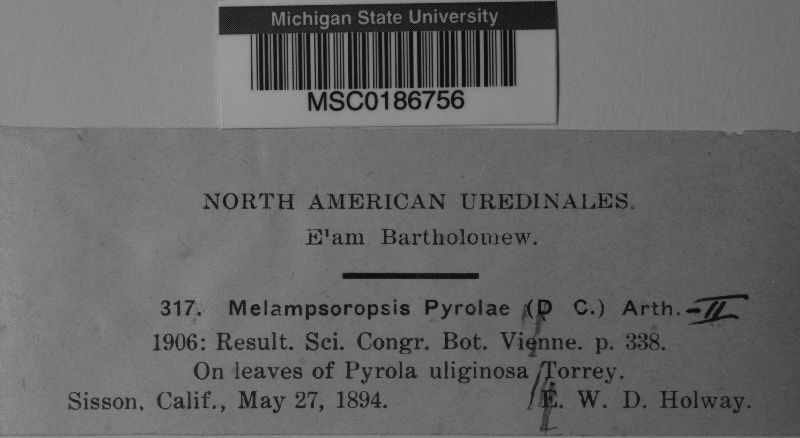 Michigan State University
MSC0186756
NORTH AMERICAN UREDINALES.
E'am Bartholomew.
317. Melampsoropsis Pyrolae (D C.) Arth. -II
1906: Result. Sci. Congr. Bot. Vienne. p. 338.
On leaves of Pyrola uliginosa Torrey.
Sisson, Calif., May 27, 1894. E. W. D. Holway.